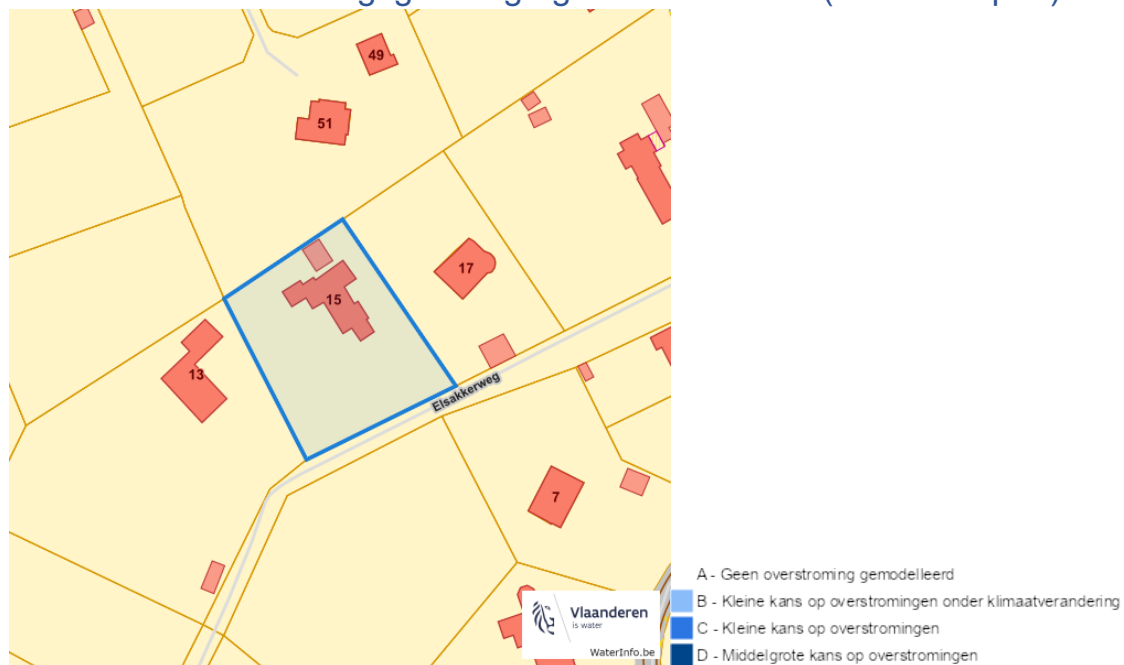 49
51
17
15
13
Elsakkerweg
7
Vlaanderen
is water
WaterInfo.be
A - Geen overstroming gemodelleerd
B - Kleine kans op overstromingen onder klimaatverandering
C - Kleine kans op overstromingen
D - Middelgrote kans op overstromingen